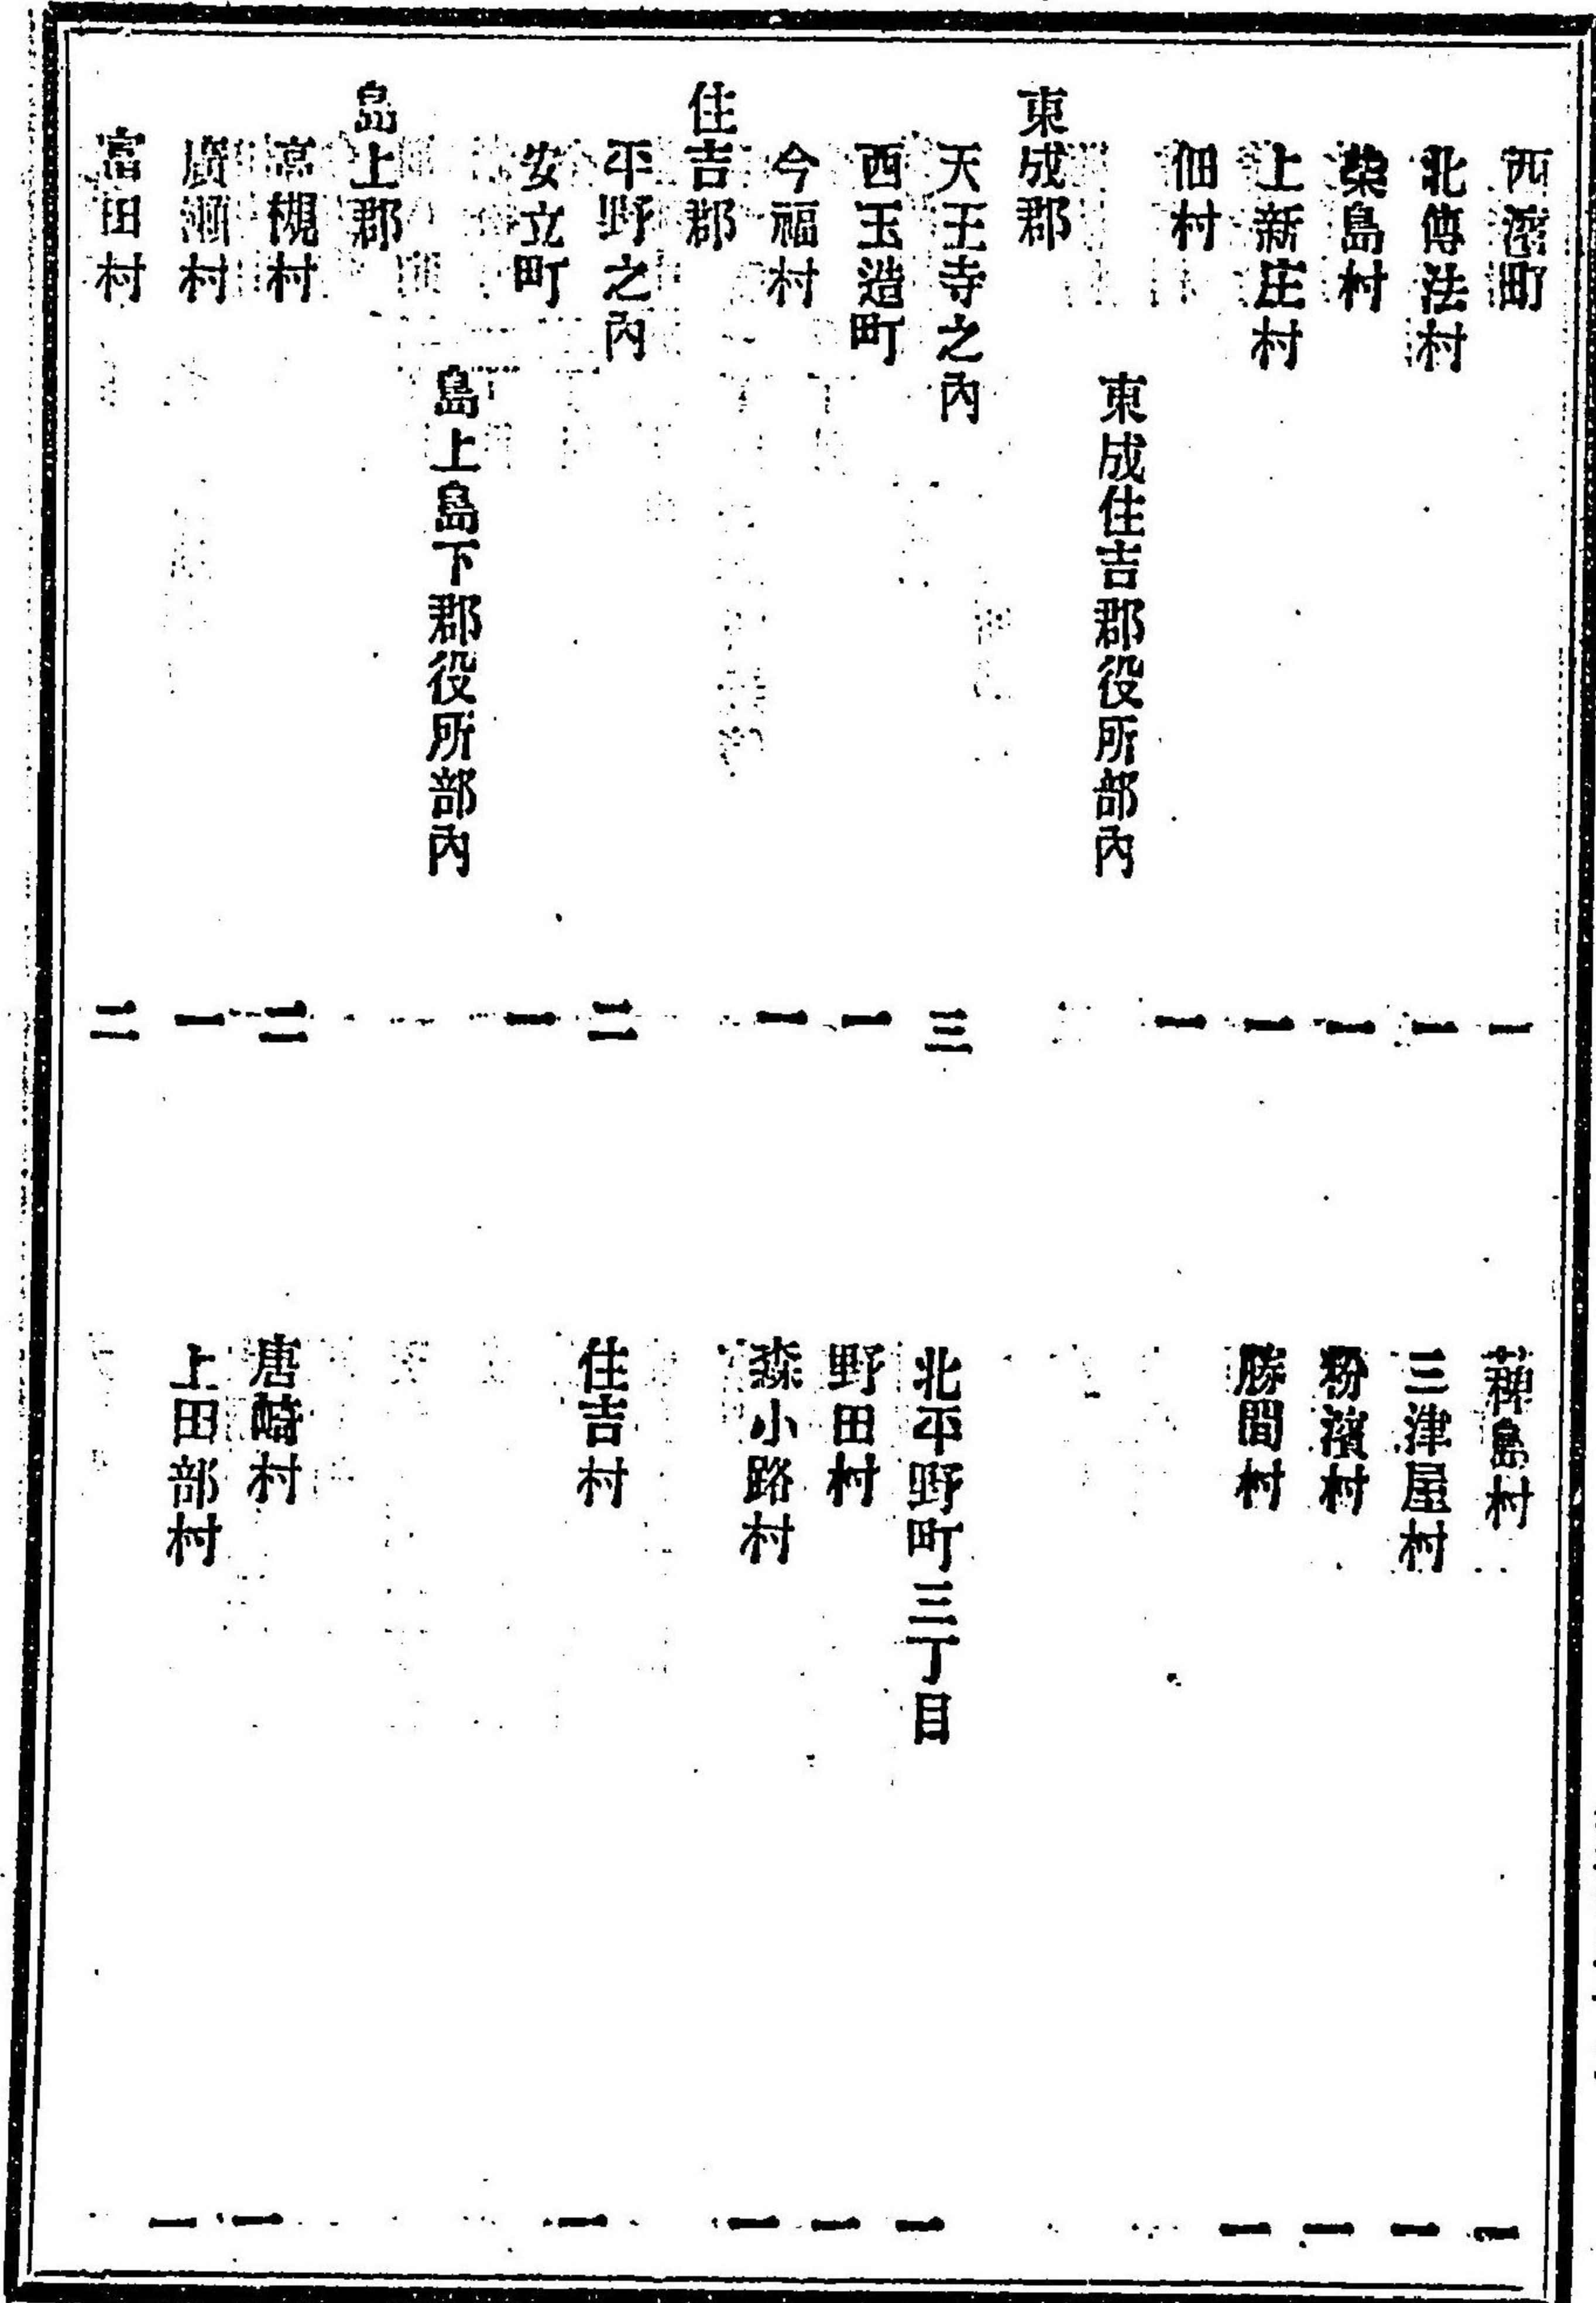 西濱町 一 稗島村 一
北傳法村 一 三津屋村 一
柴島村 一 粉濱村 一
上新庄村 一 勝間村 一
佃村 一
東成住吉郡役所部內
東成郡
天王寺之內 三 北平野町三丁目 一
西玉造町 一 野田村 一
今福村 一 森小路村 一
住吉郡
平野之內 二 住吉村 一
安立町 一
島上島下郡役所部內
島上郡
高槻村 二 唐崎村 一
廣瀨村 一 上田部村 一
富田村 二